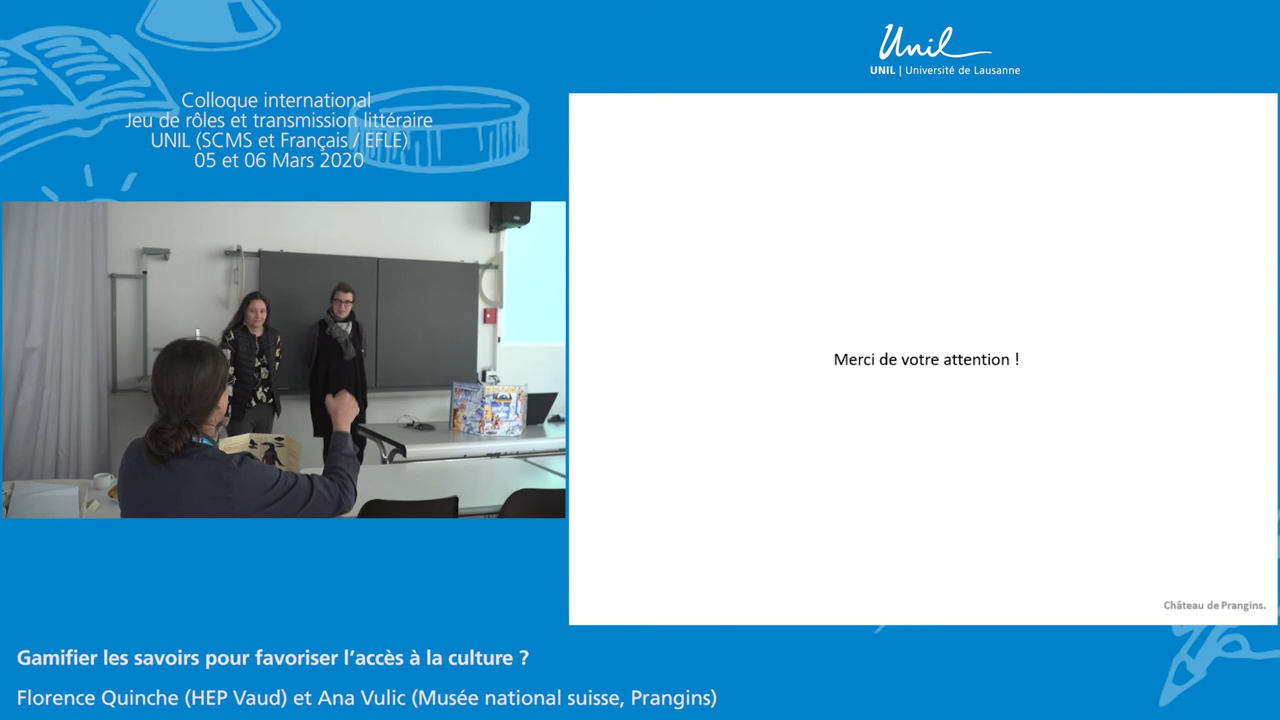 Unil
UNIL | Université de Lausanne
Colloque international
Jeu de rôles et transmission littéraire
UNIL (SCMS et Français / EFLE)
05 et 06 Mars 2020
Merci de votre attention !
Château de Prangins.
Gamifier les savoirs pour favoriser l'accès à la culture ?
Florence Quinche (HEP Vaud) et Ana Vulic (Musée national suisse, Prangins)